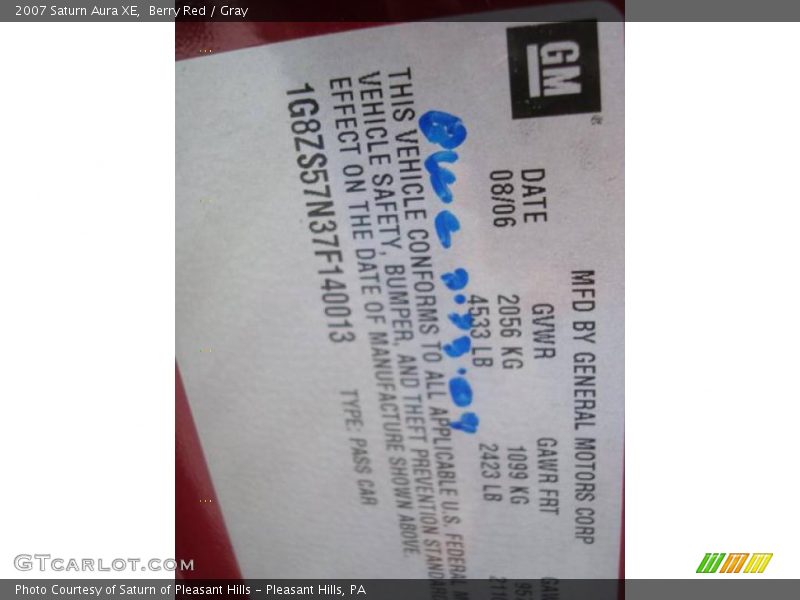 2007 Saturn Aura XE,  Berry Red / Gray
GM
®
MFD BY GENERAL MOTORS CORP
DATE GVWR GAWR FRT
08/06 2056 KG 1099 KG
4533 LB 2423 LB
THIS VEHICLE CONFORMS TO ALL APPLICABLE U.S. FEDERAL
VEHICLE SAFETY, BUMPER, AND THEFT PREVENTION
EFFECT ON THE DATE OF MANUFACTURE SHOWN ABOVE.
1G8ZS57N37F140013 TYPE: PASS CAR
GTcarlot.com
Photo Courtesy of Saturn of Pleasant Hills - Pleasant Hills, PA